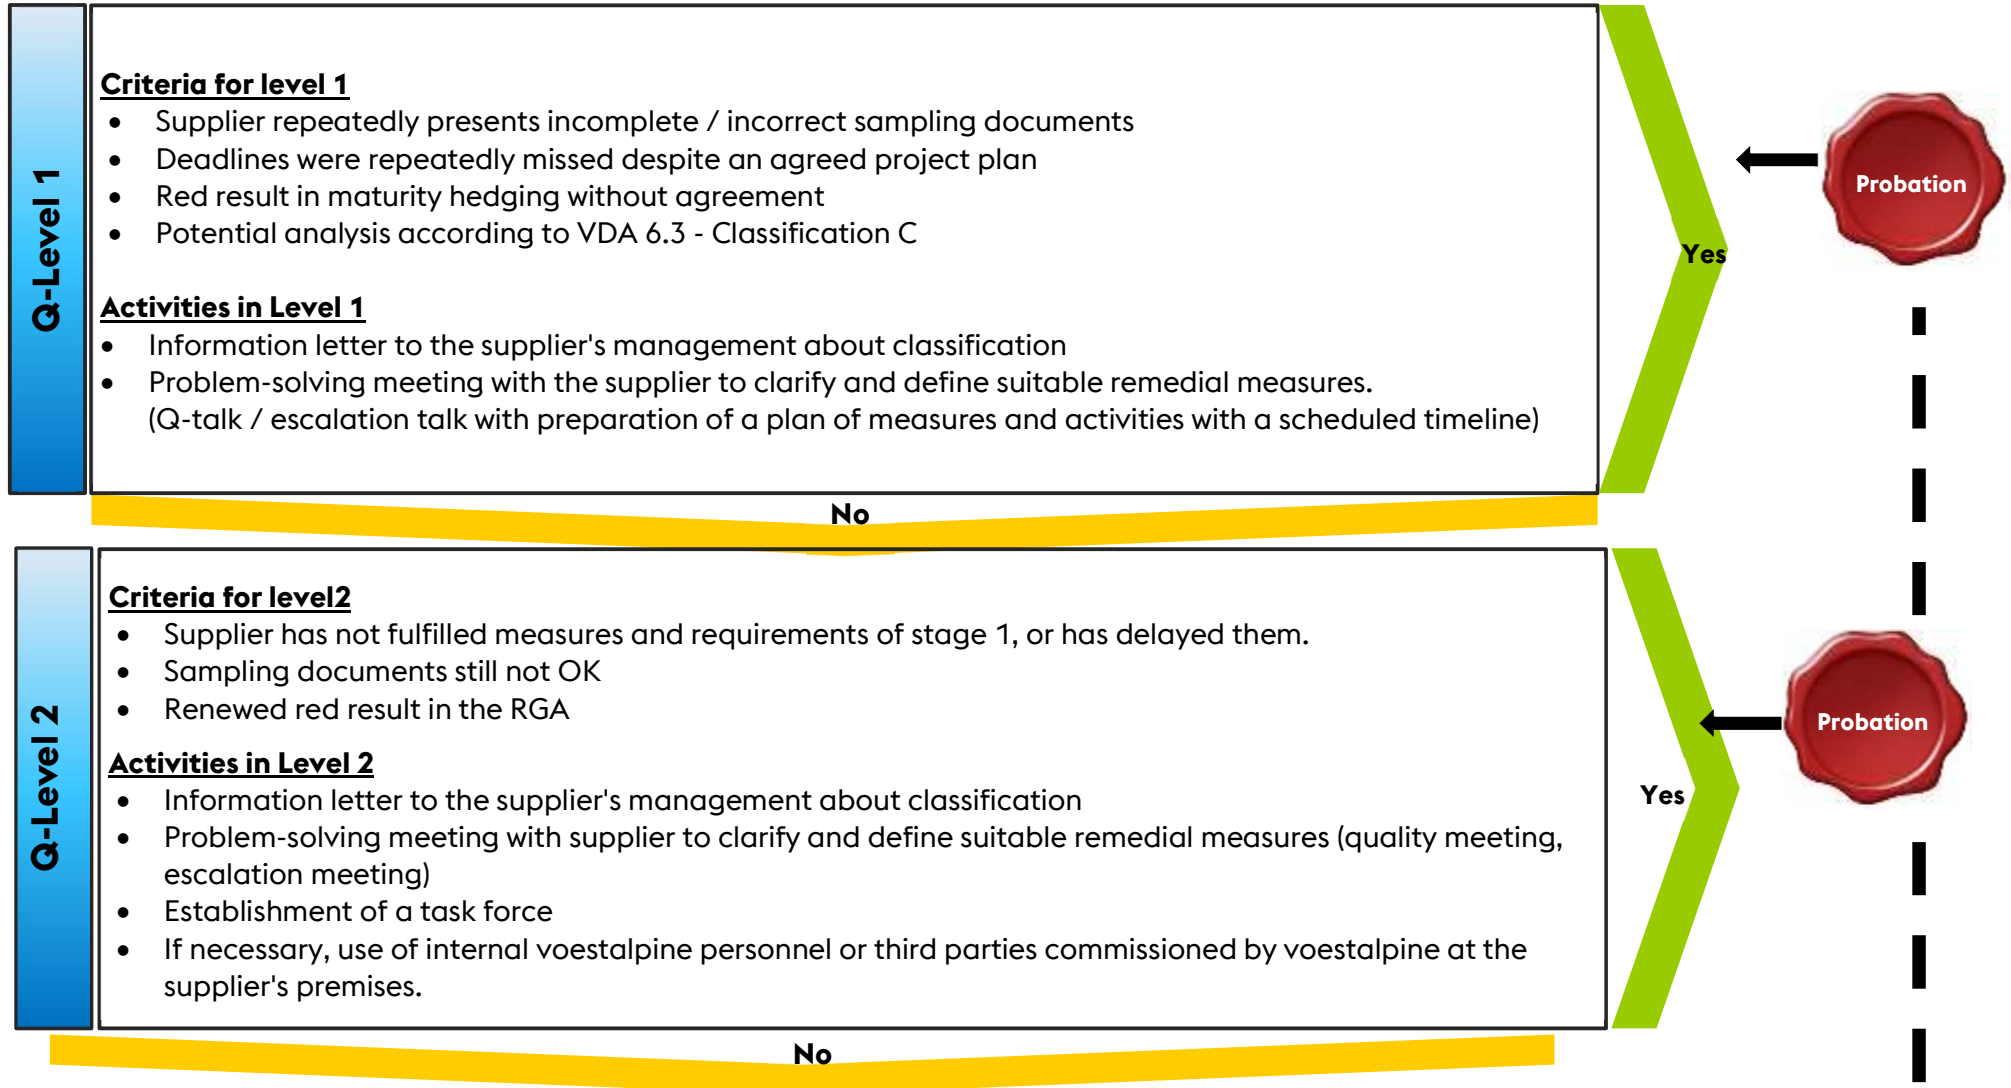 Q-Level 1
Criteria for level 1
• Supplier repeatedly presents incomplete / incorrect sampling documents
• Deadlines were repeatedly missed despite an agreed project plan
• Red result in maturity hedging without agreement
• Potential analysis according to VDA 6.3 - Classification C
Activities in Level 1
• Information letter to the supplier's management about classification
• Problem-solving meeting with the supplier to clarify and define suitable remedial measures.
(Q-talk / escalation talk with preparation of a plan of measures and activities with a scheduled timeline)
Yes
Probation
No
Q-Level 2
Criteria for level2
• Supplier has not fulfilled measures and requirements of stage 1, or has delayed them.
• Sampling documents still not OK
• Renewed red result in the RGA
Activities in Level 2
• Information letter to the supplier's management about classification
• Problem-solving meeting with supplier to clarify and define suitable remedial measures (quality meeting,
escalation meeting)
• Establishment of a task force
• If necessary, use of internal voestalpine personnel or third parties commissioned by voestalpine at the
supplier's premises.
Yes
Probation
No